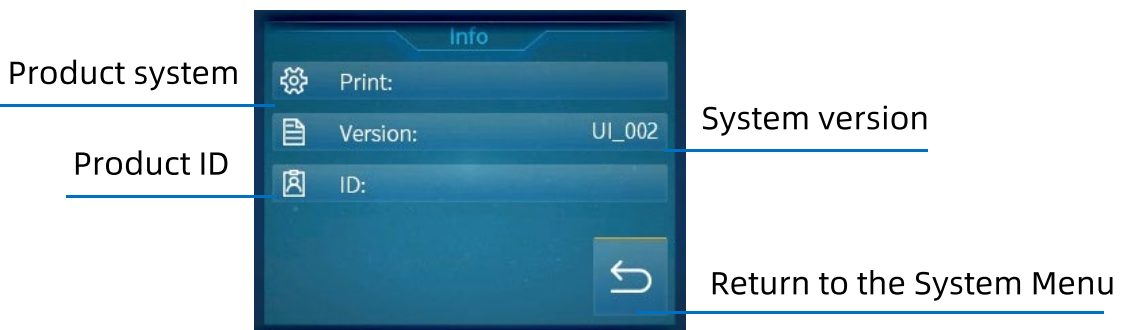 Info
Product system
Print:
Version: UI_002
System version
Product ID
ID:
Return to the System Menu